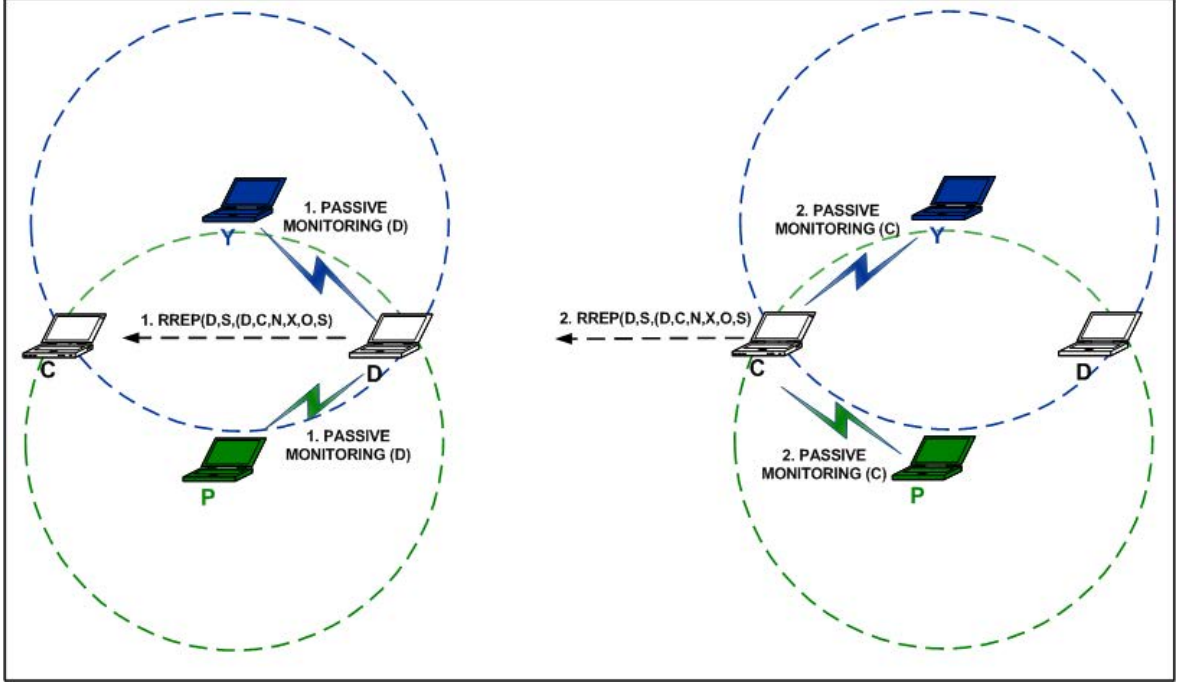 1. PASSIVE
MONITORING (D)
Y
1. RREP(D,S,(D,C,N,X,O,S)
C
D
1. PASSIVE
MONITORING (D)
P
2. PASSIVE
MONITORING (C)
Y
2. RREP(D,S,(D,C,N,X,O,S)
C
D
2. PASSIVE
MONITORING (C)
P